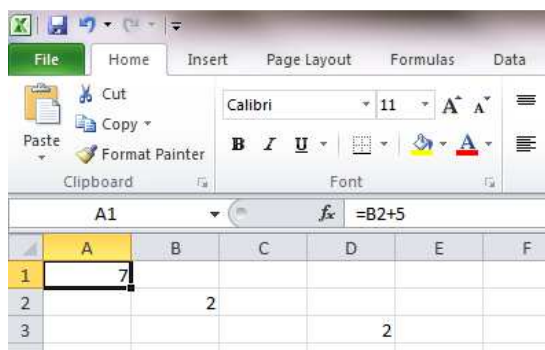 File Home Insert Page Layout Formulas Data
Cut
Calibri 11 A A
Copy
Paste
B I U A
Format Painter
Clipboard Font
A1 fx =B2+5
A B C D E F
1 7
2 2
3 2